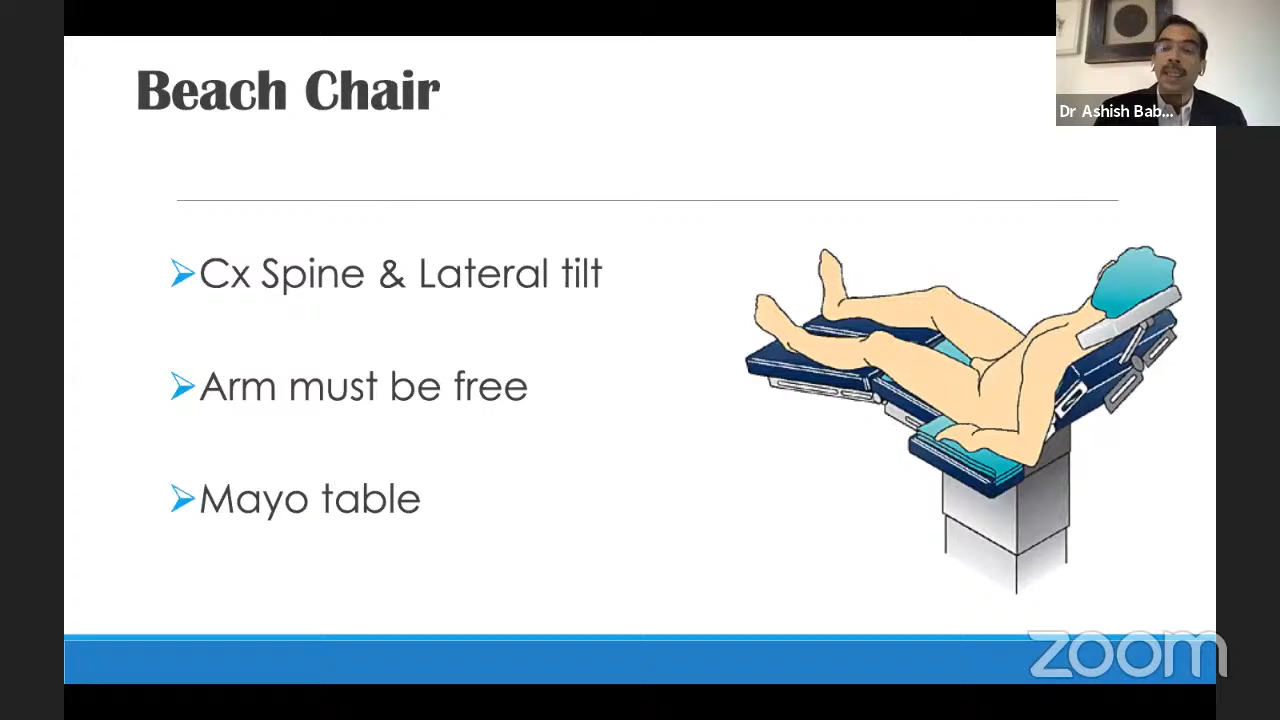 Beach Chair
Dr Ashish Bab...
Cx Spine & Lateral tilt
Arm must be free
Mayo table
zoom